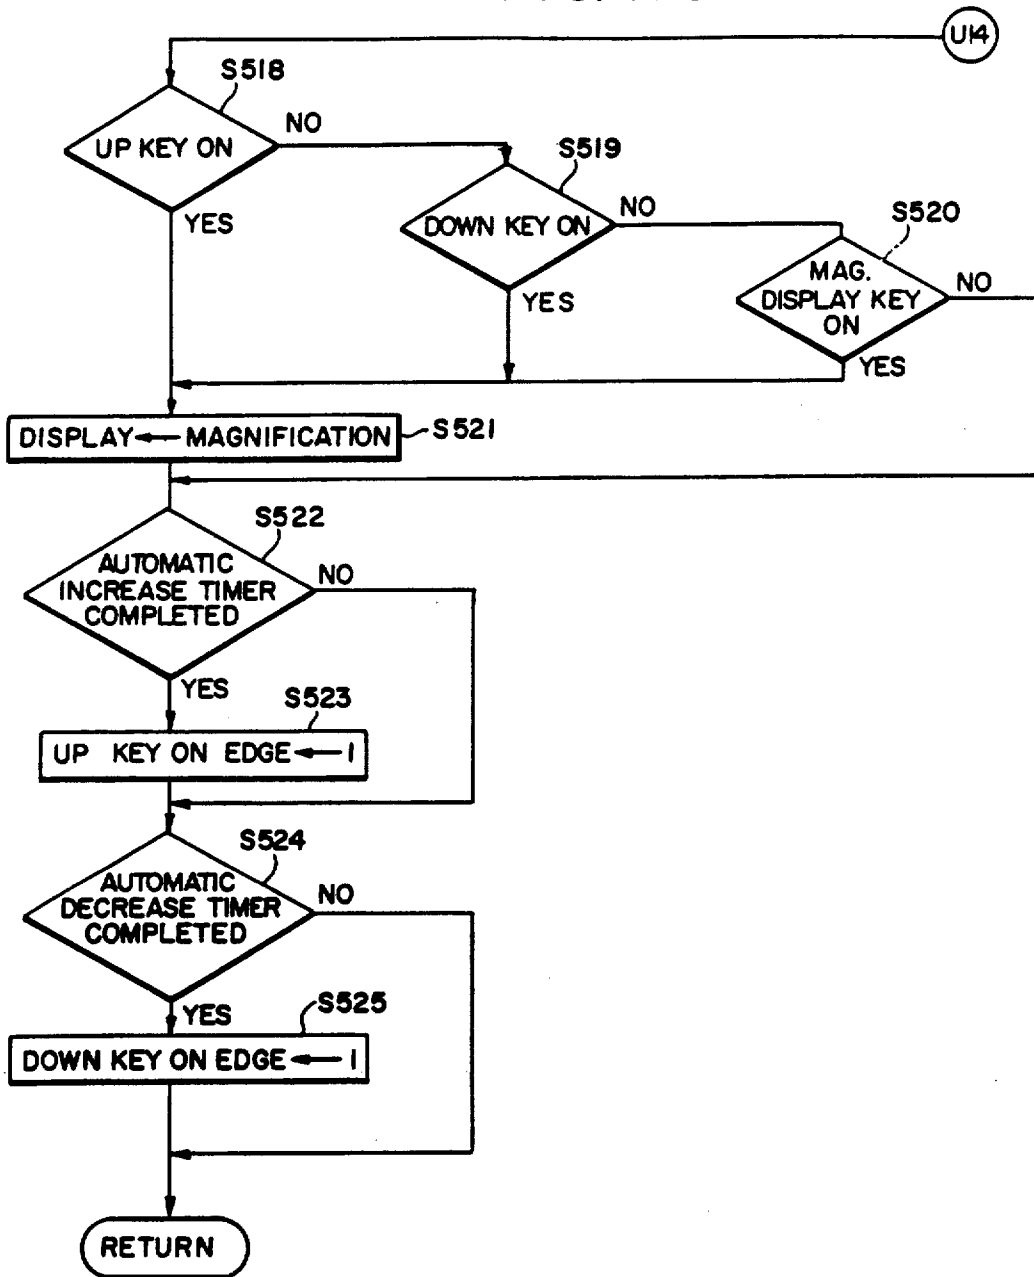 U14
S518
UP KEY ON
NO
YES
S519
DOWN KEY ON
NO
YES
S520
MAG.
DISPLAY KEY
ON
NO
YES
DISPLAY ← MAGNIFICATION
S521
S522
AUTOMATIC
INCREASE TIMER
COMPLETED
NO
YES
S523
UP KEY ON EDGE ← 1
S524
AUTOMATIC
DECREASE TIMER
COMPLETED
NO
YES
S525
DOWN KEY ON EDGE ← 1
RETURN